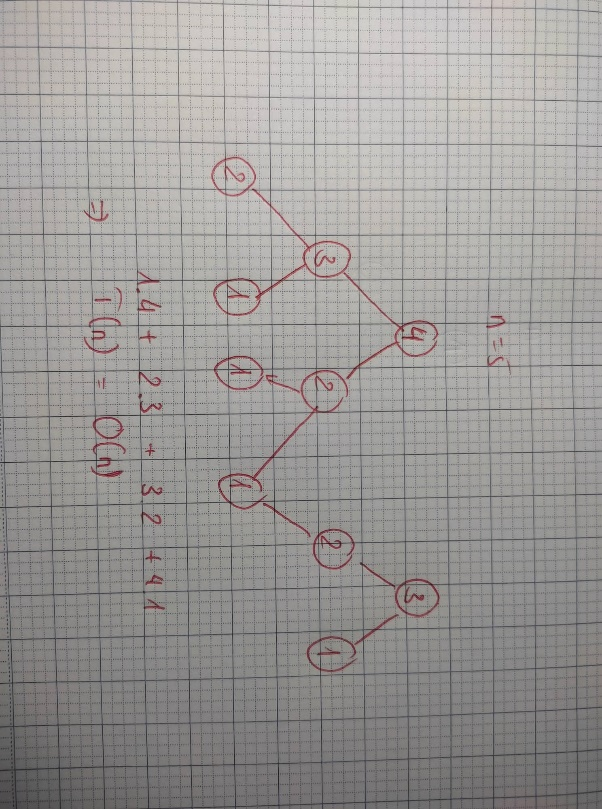 n = 5
4 3
3 2 2 1
2 1 1 1
1.4 + 2.3 + 3 2 + 4 1
⇒ T(n) = O(n)